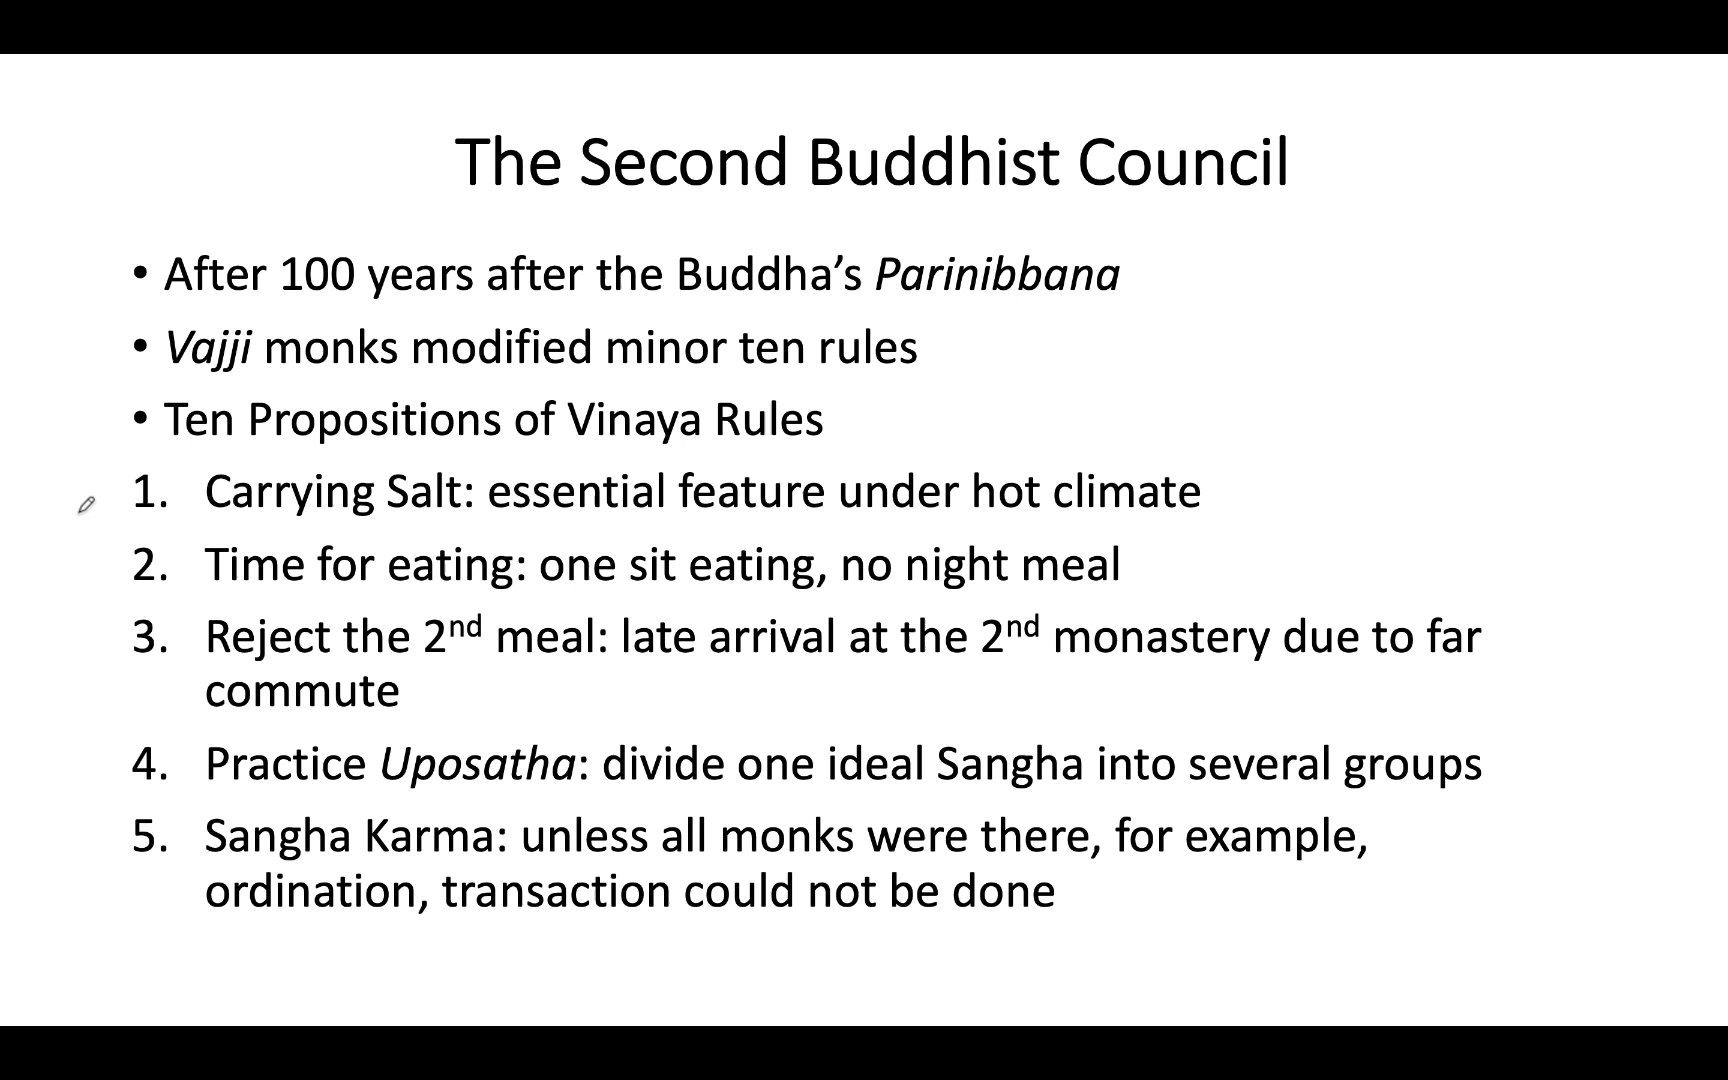 The Second Buddhist Council
• After 100 years after the Buddha’s Parinibbana
• Vajji monks modified minor ten rules
• Ten Propositions of Vinaya Rules
1. Carrying Salt: essential feature under hot climate
2. Time for eating: one sit eating, no night meal
3. Reject the 2nd meal: late arrival at the 2nd monastery due to far
commute
4. Practice Uposatha: divide one ideal Sangha into several groups
5. Sangha Karma: unless all monks were there, for example,
ordination, transaction could not be done